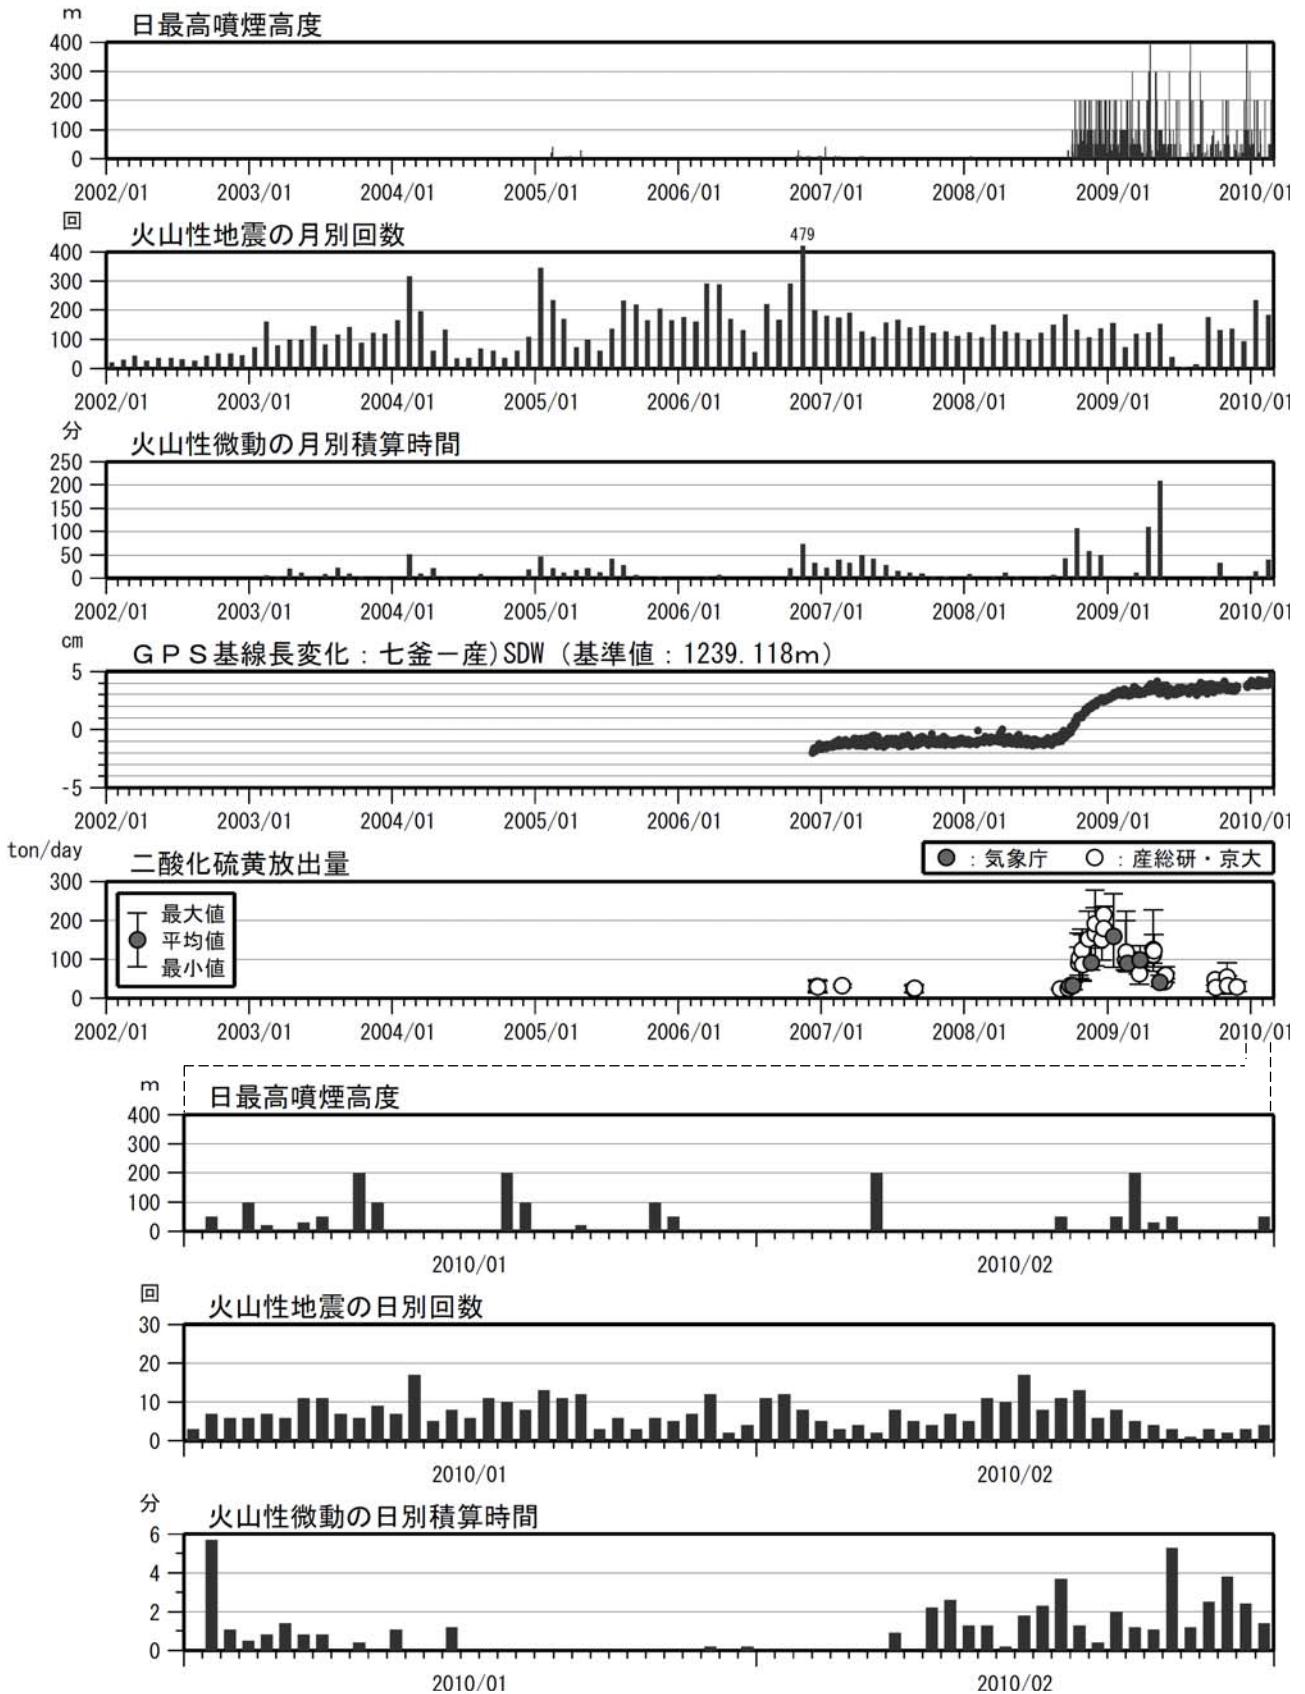 m
日最高噴煙高度
400
300
200
100
0
2002/01 2003/01 2004/01 2005/01 2006/01 2007/01 2008/01 2009/01 2010/01
回
火山性地震の月別回数
479
400
300
200
100
0
2002/01 2003/01 2004/01 2005/01 2006/01 2007/01 2008/01 2009/01 2010/01
分
火山性微動の月別積算時間
250
200
150
100
50
0
2002/01 2003/01 2004/01 2005/01 2006/01 2007/01 2008/01 2009/01 2010/01
cm
ＧＰＳ基線長変化：七釜－産)SDW（基準値：1239.118m）
5
0
-5
2002/01 2003/01 2004/01 2005/01 2006/01 2007/01 2008/01 2009/01 2010/01
ton/day
二酸化硫黄放出量
：気象庁 ：産総研・京大
300
200
100
0
最大値
平均値
最小値
2002/01 2003/01 2004/01 2005/01 2006/01 2007/01 2008/01 2009/01 2010/01
m
日最高噴煙高度
400
300
200
100
0
2010/01 2010/02
回
火山性地震の日別回数
30
20
10
0
2010/01 2010/02
分
火山性微動の日別積算時間
6
4
2
0
2010/01 2010/02